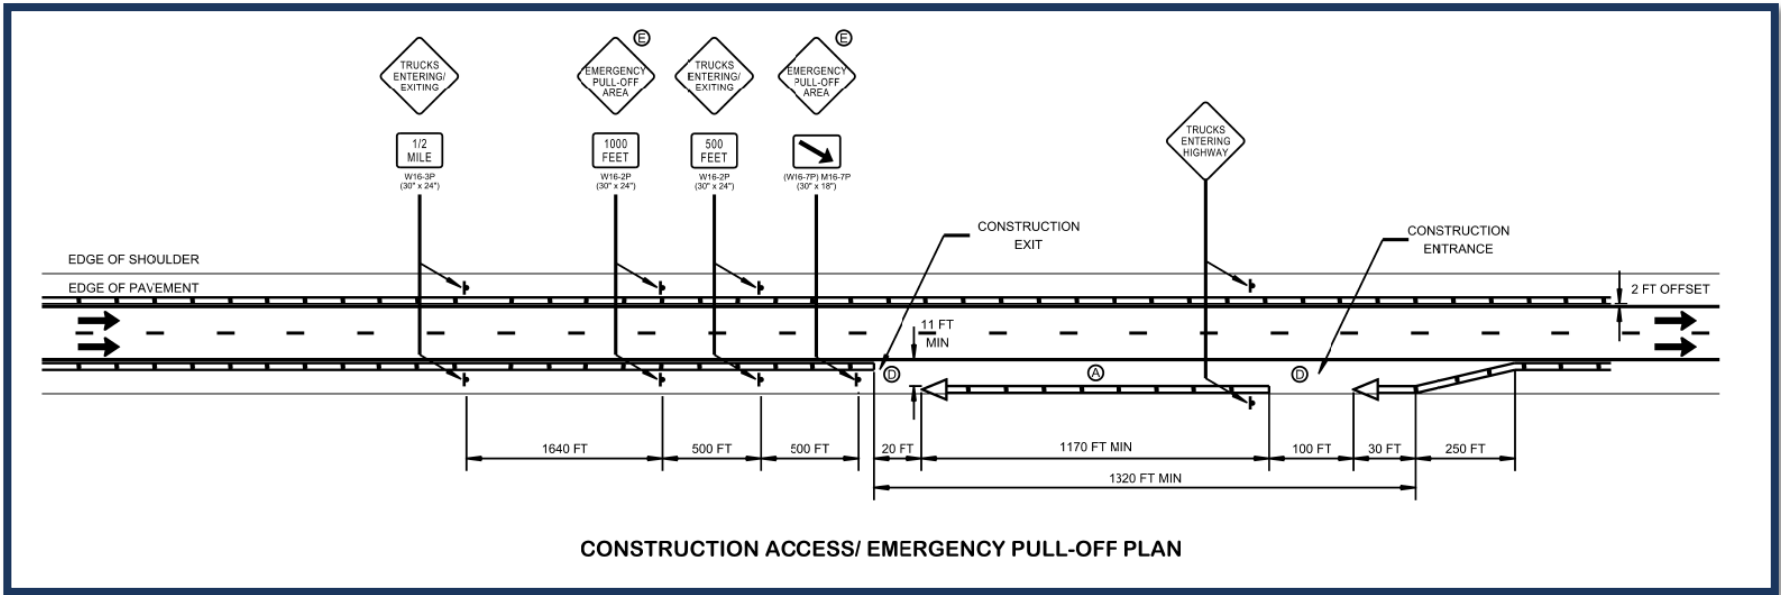 E
E
TRUCKS
ENTERING/
EXITING
EMERGENCY
PULL-OFF
AREA
TRUCKS
ENTERING/
EXITING
EMERGENCY
PULL-OFF
AREA
1/2
MILE
1000
FEET
500
FEET
W16-3P
(30" x 24")
W16-2P
(30" x 24")
W16-2P
(30" x 24")
(W16-7P) M16-7P
(30" x 18")
TRUCKS
ENTERING
HIGHWAY
CONSTRUCTION
EXIT
CONSTRUCTION
ENTRANCE
EDGE OF SHOULDER
EDGE OF PAVEMENT
2 FT OFFSET
11 FT
MIN
D
A
D
1640 FT
500 FT
500 FT
20 FT
1170 FT MIN
100 FT
30 FT
250 FT
1320 FT MIN
CONSTRUCTION ACCESS/ EMERGENCY PULL-OFF PLAN